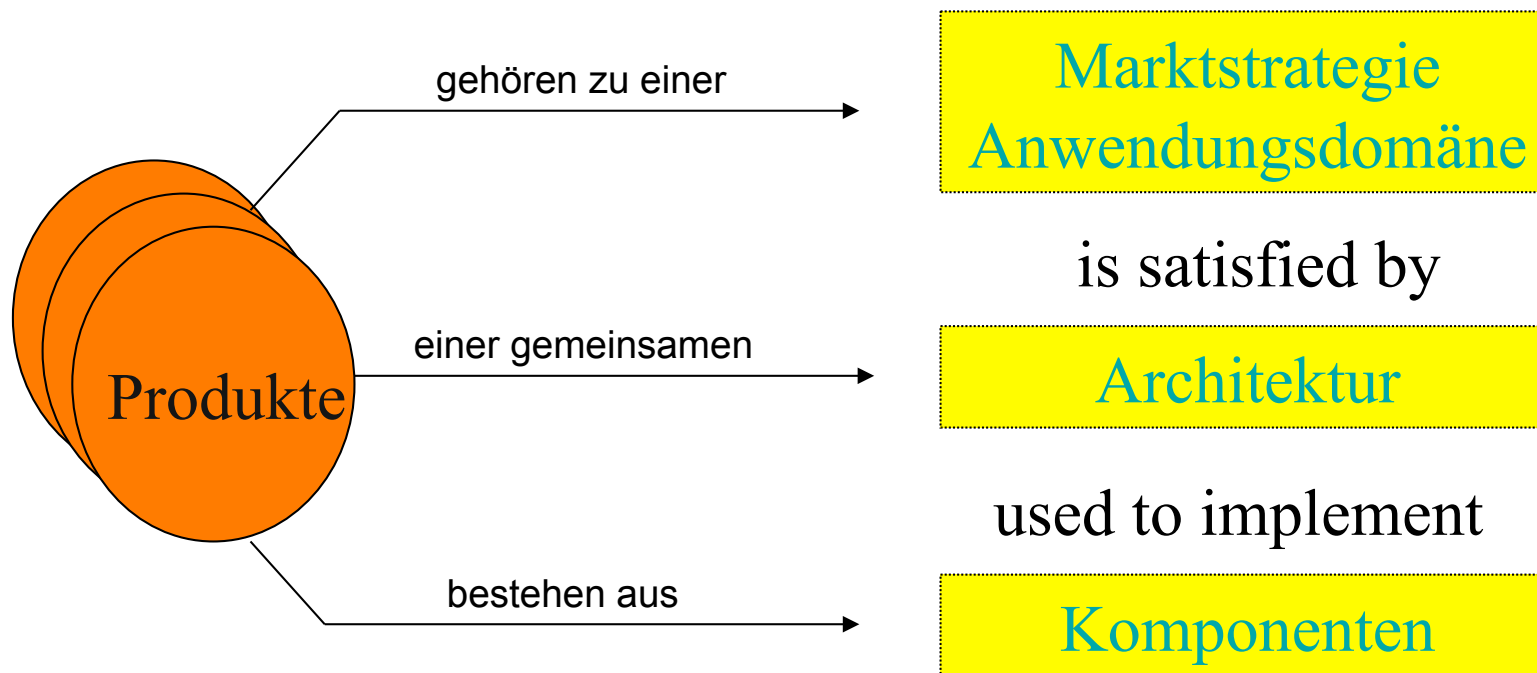 gehören zu einer
Marktstrategie
Anwendungsdomäne
is satisfied by
einer gemeinsamen
Architektur
Produkte
used to implement
bestehen aus
Komponenten